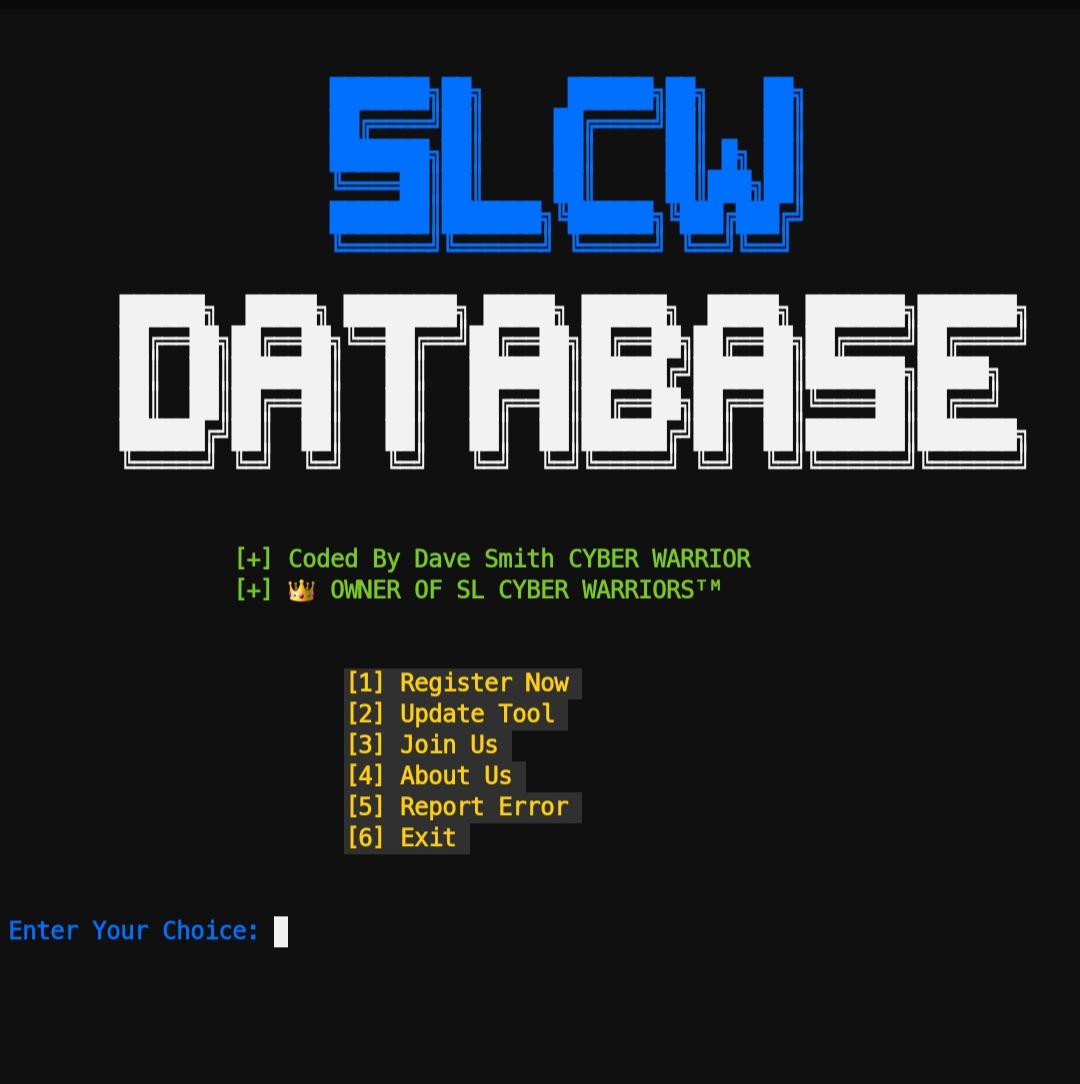 SLCW
DATABASE
[+] Coded By Dave Smith CYBER WARRIOR
[+] 👑 OWNER OF SL CYBER WARRIORS™
[1] Register Now
[2] Update Tool
[3] Join Us
[4] About Us
[5] Report Error
[6] Exit
Enter Your Choice: